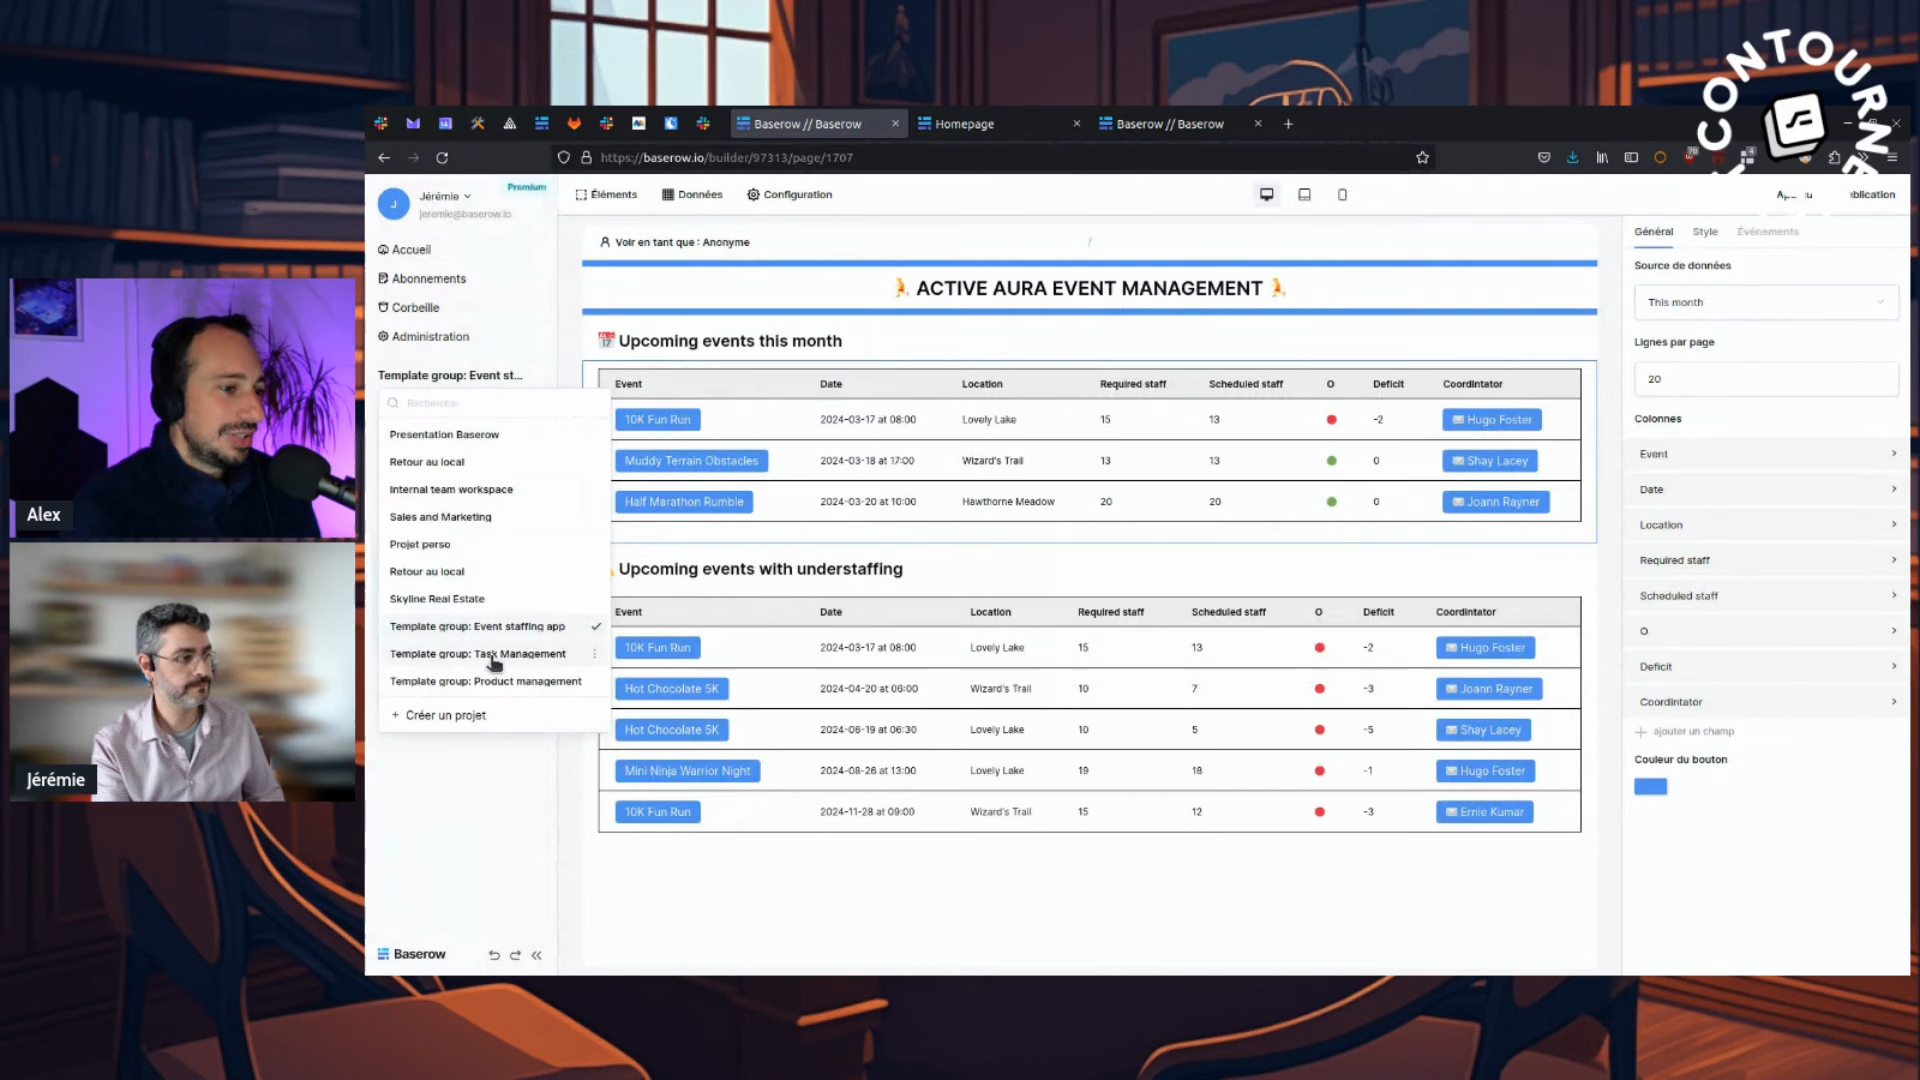 CONTOURNE
Baserow // Baserow
Homepage
Baserow // Baserow
https://baserow.io/builder/97313/page/1707
Jérémie
Premium
jeremie@baserow.io
Éléments
Données
Configuration
Ap
u
blication
Accueil
Abonnements
Corbeille
Administration
Template group: Event st...
Recherche:
Presentation Baserow
Retour au local
Internal team workspace
Sales and Marketing
Projet perso
Retour au local
Skyline Real Estate
Template group: Event staffing app
Template group: Task Management
Template group: Product management
+ Créer un projet
Baserow
Voir en tant que : Anonyme
/
ACTIVE AURA EVENT MANAGEMENT
Upcoming events this month
Event Date Location Required staff Scheduled staff O Deficit Coordintator
10K Fun Run 2024-03-17 at 08:00 Lovely Lake 15 13 -2 Hugo Foster
Muddy Terrain Obstacles 2024-03-18 at 17:00 Wizard's Trail 13 13 0 Shay Lacey
Half Marathon Rumble 2024-03-20 at 10:00 Hawthorne Meadow 20 20 0 Joann Rayner
Upcoming events with understaffing
Event Date Location Required staff Scheduled staff O Deficit Coordintator
10K Fun Run 2024-03-17 at 08:00 Lovely Lake 15 13 -2 Hugo Foster
Hot Chocolate 5K 2024-04-20 at 06:00 Wizard's Trail 10 7 -3 Joann Rayner
Hot Chocolate 5K 2024-06-19 at 06:30 Lovely Lake 10 5 -5 Shay Lacey
Mini Ninja Warrior Night 2024-08-26 at 13:00 Lovely Lake 19 18 -1 Hugo Foster
10K Fun Run 2024-11-28 at 09:00 Wizard's Trail 15 12 -3 Ernie Kumar
Général
Style
Événements
Source de données
This month
Lignes par page
20
Colonnes
Event
Date
Location
Required staff
Scheduled staff
O
Deficit
Coordintator
ajouter un champ
Couleur du bouton
Alex
Jérémie